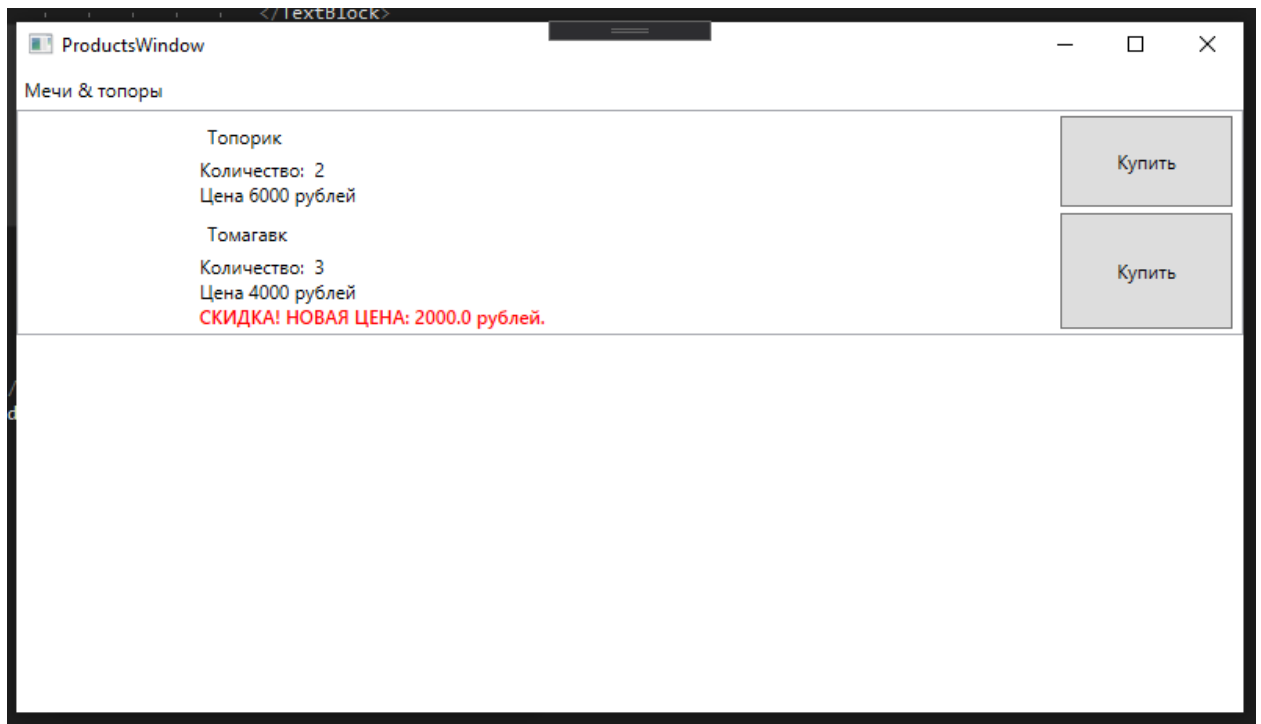 </TextBlock>
ProductsWindow
Мечи & топоры
Топорик
Купить
Количество: 2
Цена 6000 рублей
Томагавк
Количество: 3
Купить
Цена 4000 рублей
СКИДКА! НОВАЯ ЦЕНА: 2000.0 рублей.
/
d